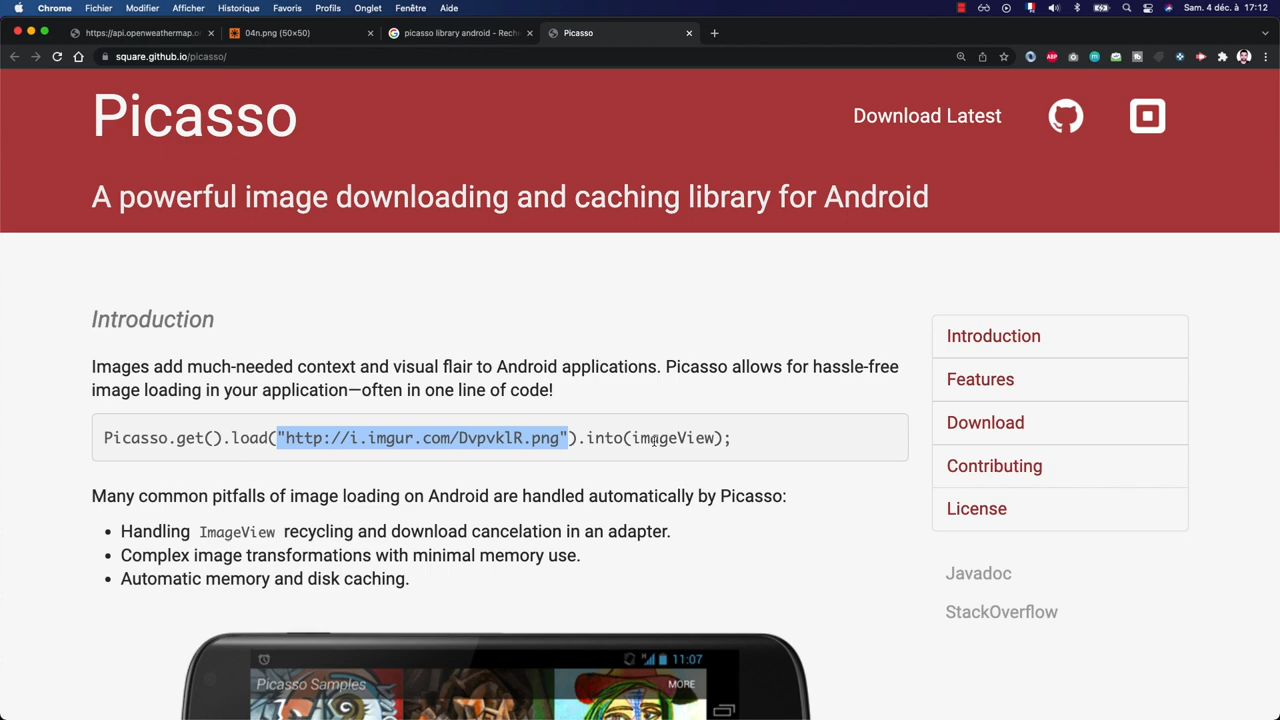 Chrome Fichier Modifier Afficher Historique Favoris Profils Onglet Fenêtre Aide Sam. 4 déc. à 17:12
https://api.openweathermap.o 04n.png (50×50) picasso library android - Rech Picasso
square.github.io/picasso/
Picasso
Download Latest
A powerful image downloading and caching library for Android
Introduction
Images add much-needed context and visual flair to Android applications. Picasso allows for hassle-free
image loading in your application—often in one line of code!
Picasso.get().load("http://i.imgur.com/DvpvklR.png").into(imageView);
Many common pitfalls of image loading on Android are handled automatically by Picasso:
• Handling ImageView recycling and download cancelation in an adapter.
• Complex image transformations with minimal memory use.
• Automatic memory and disk caching.
Introduction
Features
Download
Contributing
License
Javadoc
StackOverflow
11:07
Picasso Samples MORE